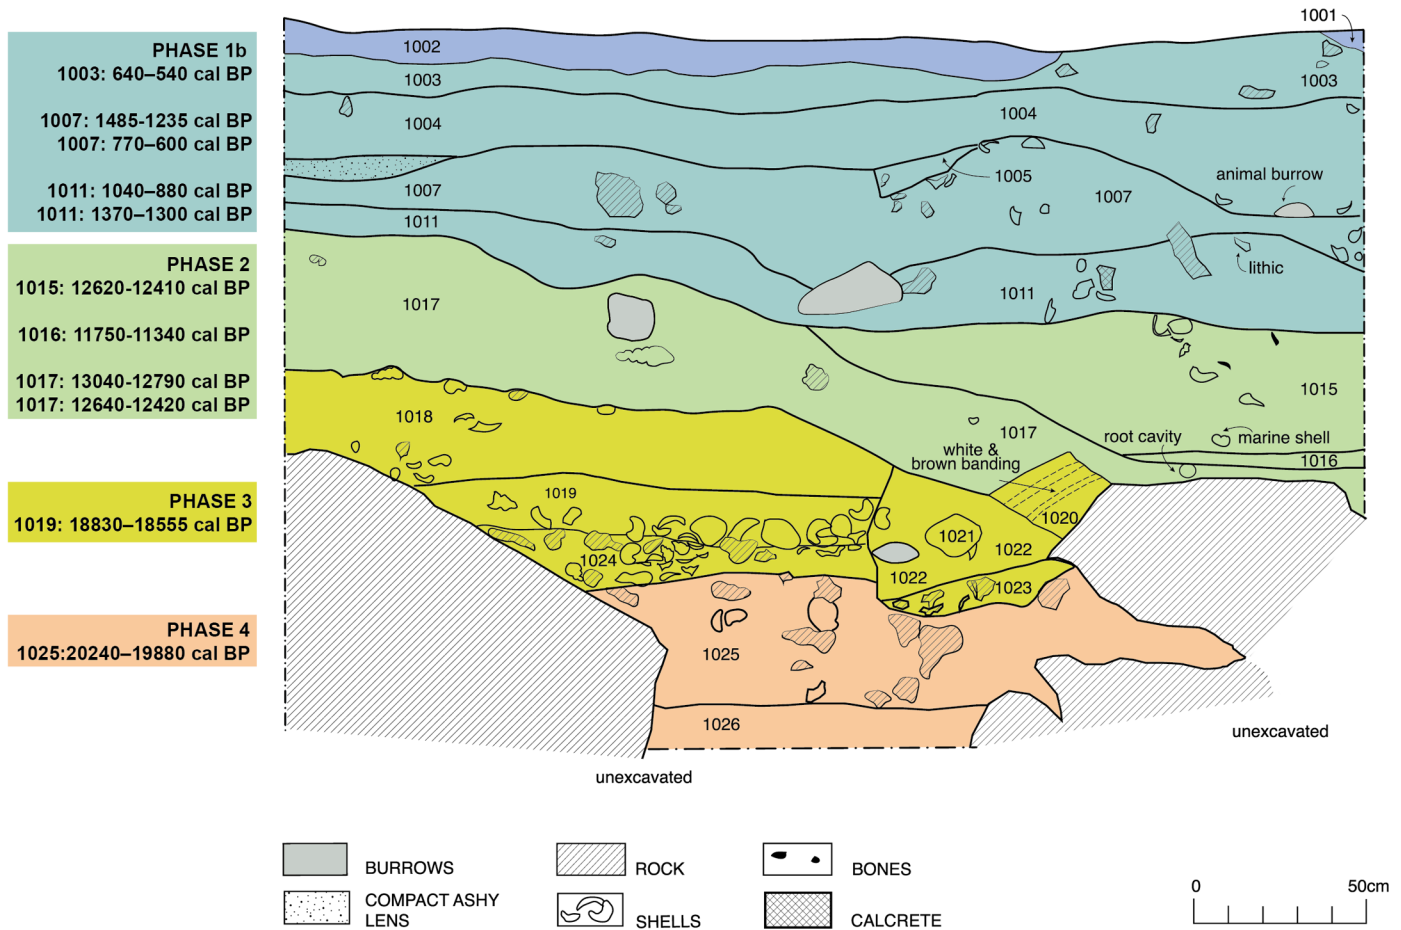 PHASE 1b
1003: 640–540 cal BP
1007: 1485-1235 cal BP
1007: 770–600 cal BP
1011: 1040–880 cal BP
1011: 1370–1300 cal BP
PHASE 2
1015: 12620-12410 cal BP
1016: 11750-11340 cal BP
1017: 13040-12790 cal BP
1017: 12640-12420 cal BP
PHASE 3
1019: 18830–18555 cal BP
PHASE 4
1025:20240–19880 cal BP
1001
1002
1003
1003
1004
1004
1005
1007
1007
animal burrow
1011
lithic
1011
1017
1015
1018
1017
root cavity
marine shell
white &
brown banding
1016
1019
1020
1021
1022
1024
1022
1023
1025
1026
unexcavated
unexcavated
BURROWS
ROCK
BONES
COMPACT ASHY
LENS
SHELLS
CALCRETE
0
50cm